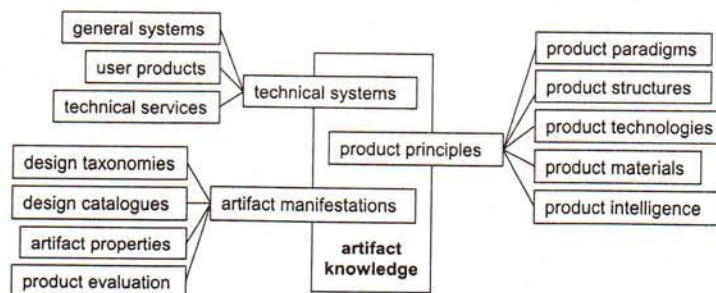 general systems
user products
technical services
technical systems
design taxonomies
design catalogues
artifact properties
product evaluation
artifact manifestations
artifact
knowledge
product principles
product paradigms
product structures
product technologies
product materials
product intelligence